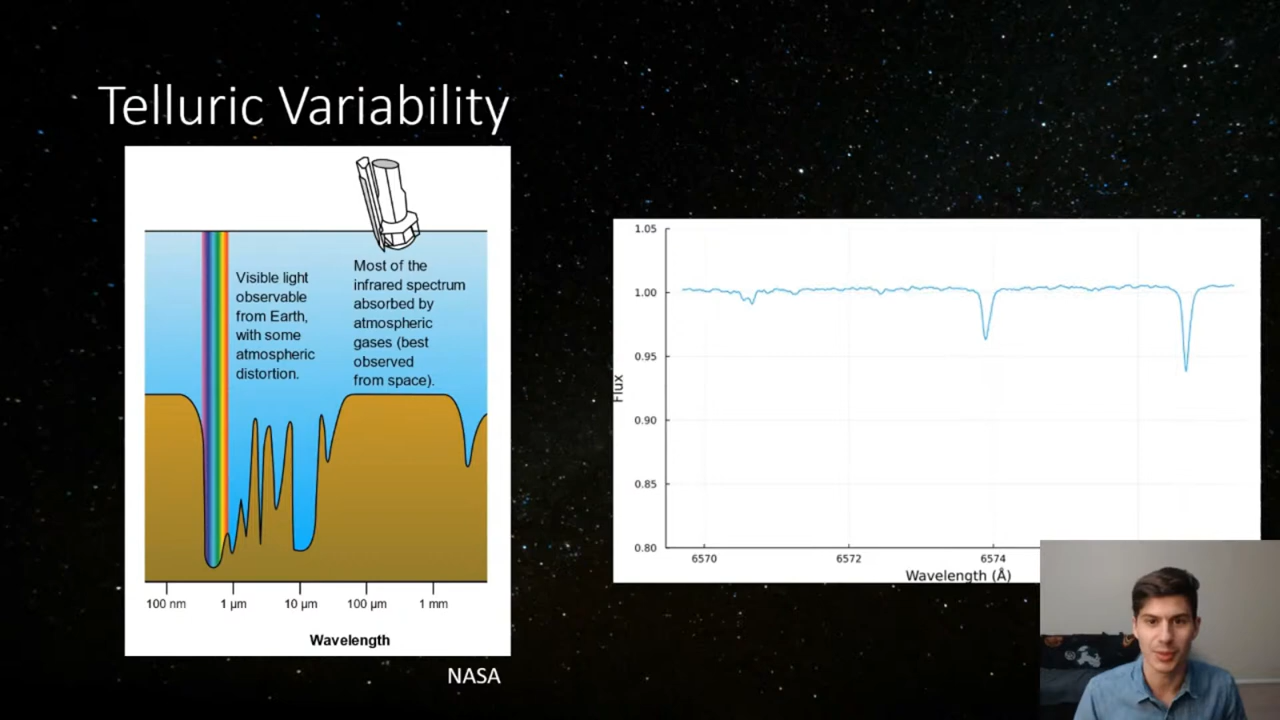 Telluric Variability
Visible light
observable
from Earth,
with some
atmospheric
distortion.
Most of the
infrared spectrum
absorbed by
atmospheric
gases (best
observed
from space).
100 nm
1 µm
10 µm
100 µm
1 mm
Wavelength
NASA
1.05
1.00
0.95
0.90
0.85
0.80
Flux
6570
6572
6574
Wavelength (Å)